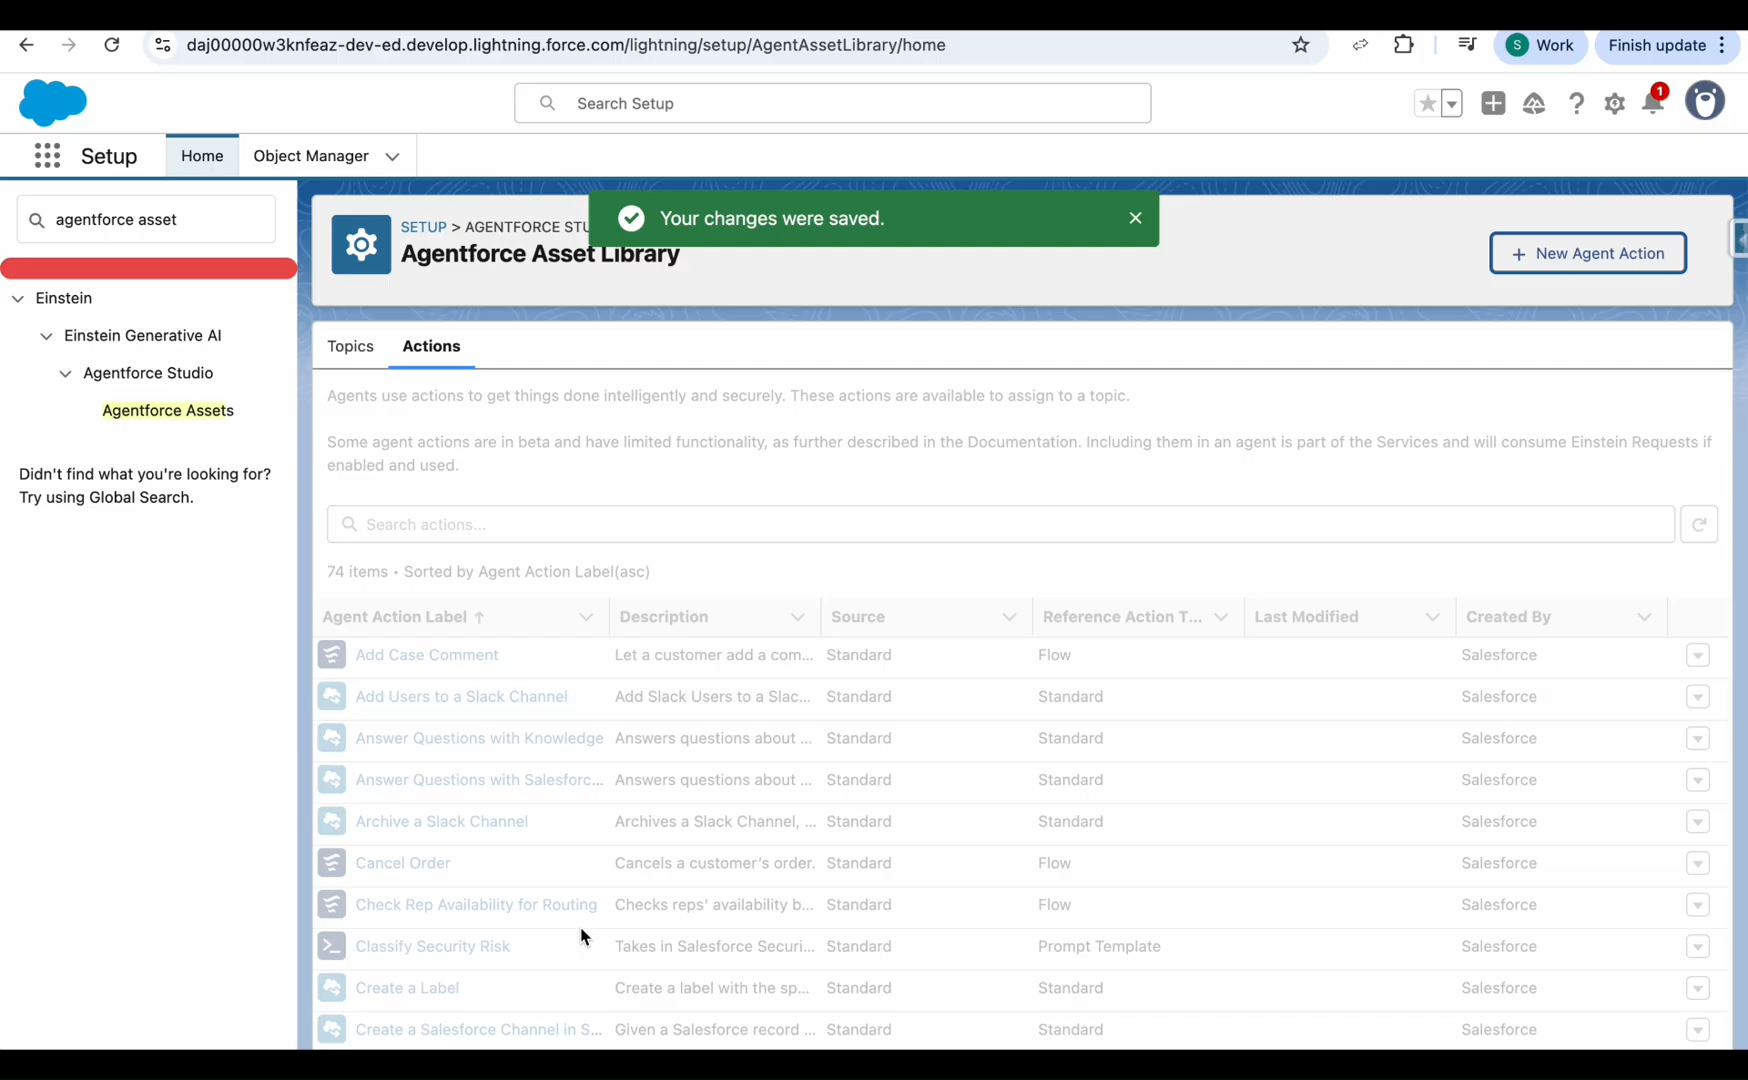 daj00000w3knfeaz-dev-ed.develop.lightning.force.com/lightning/setup/AgentAssetLibrary/home
S Work
Finish update
Search Setup
1
Setup
Home
Object Manager
agentforce asset
Einstein
Einstein Generative AI
Agentforce Studio
Agentforce Assets
Didn't find what you're looking for?
Try using Global Search.
SETUP > AGENTFORCE STU
Agentforce Asset Library
Your changes were saved.
+ New Agent Action
Topics Actions
Agents use actions to get things done intelligently and securely. These actions are available to assign to a topic.
Some agent actions are in beta and have limited functionality, as further described in the Documentation. Including them in an agent is part of the Services and will consume Einstein Requests if
enabled and used.
Search actions...
74 items • Sorted by Agent Action Label(asc)
Agent Action Label ↑ Description Source Reference Action T... Last Modified Created By
Add Case Comment Let a customer add a com... Standard Flow Salesforce
Add Users to a Slack Channel Add Slack Users to a Slac... Standard Standard Salesforce
Answer Questions with Knowledge Answers questions about ... Standard Standard Salesforce
Answer Questions with Salesforc... Answers questions about ... Standard Standard Salesforce
Archive a Slack Channel Archives a Slack Channel, ... Standard Standard Salesforce
Cancel Order Cancels a customer's order. Standard Flow Salesforce
Check Rep Availability for Routing Checks reps' availability b... Standard Flow Salesforce
Classify Security Risk Takes in Salesforce Securi... Standard Prompt Template Salesforce
Create a Label Create a label with the sp... Standard Standard Salesforce
Create a Salesforce Channel in S... Given a Salesforce record ... Standard Standard Salesforce